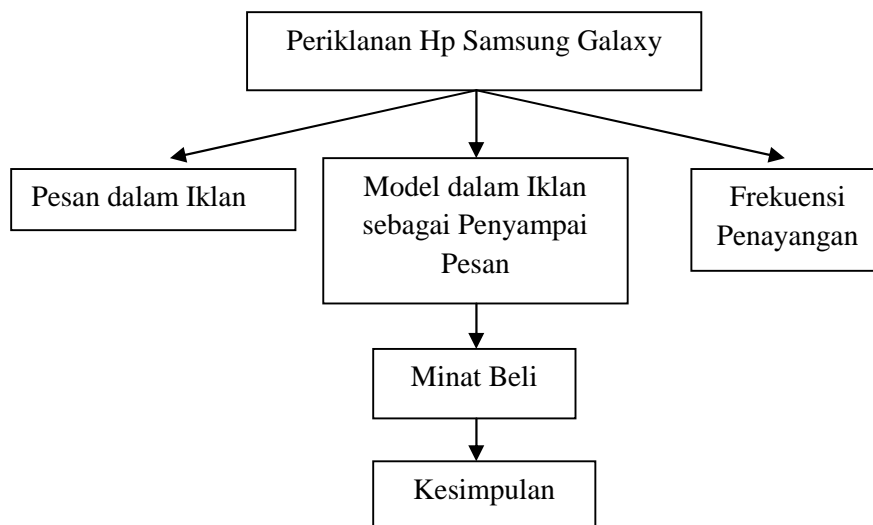 Periklanan Hp Samsung Galaxy
Pesan dalam Iklan
Model dalam Iklan
sebagai Penyampai
Pesan
Frekuensi
Penayangan
Minat Beli
Kesimpulan